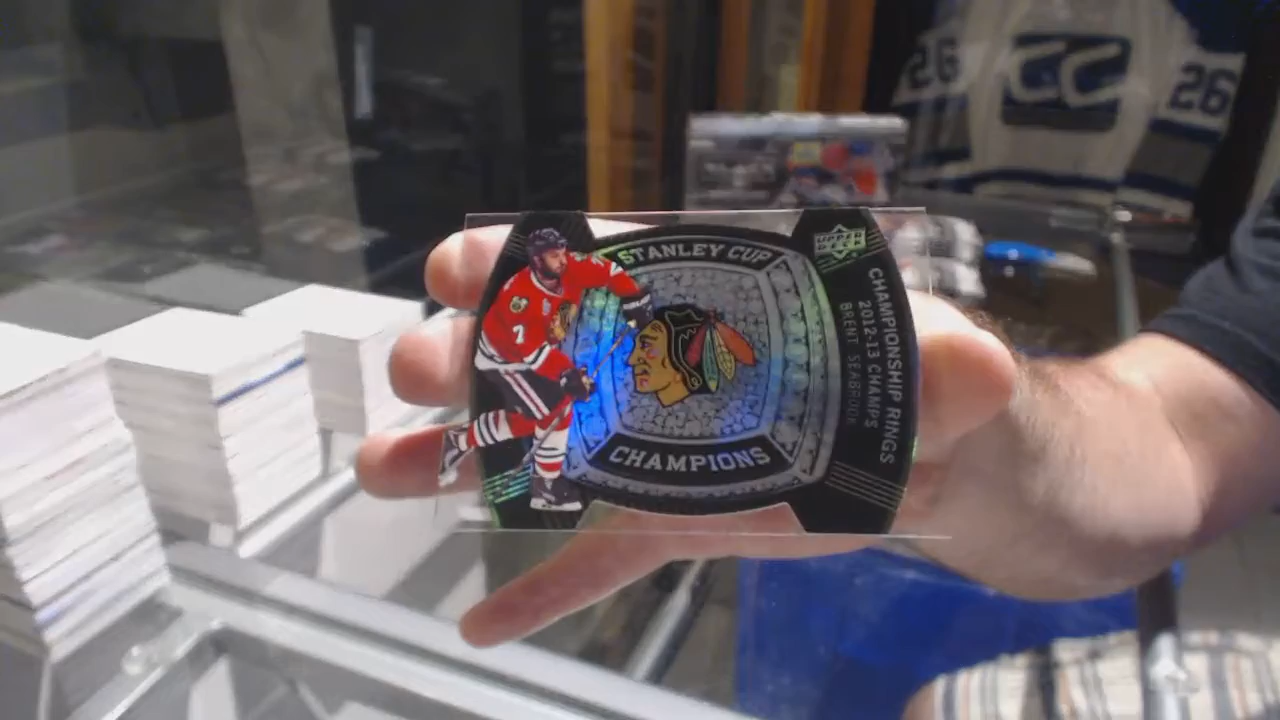 STANLEY CUP
CHAMPIONS
7
UPPER
DECK
CHAMPIONSHIP RINGS
2012-13 CHAMPS
BRENT SEABROOK
26
26